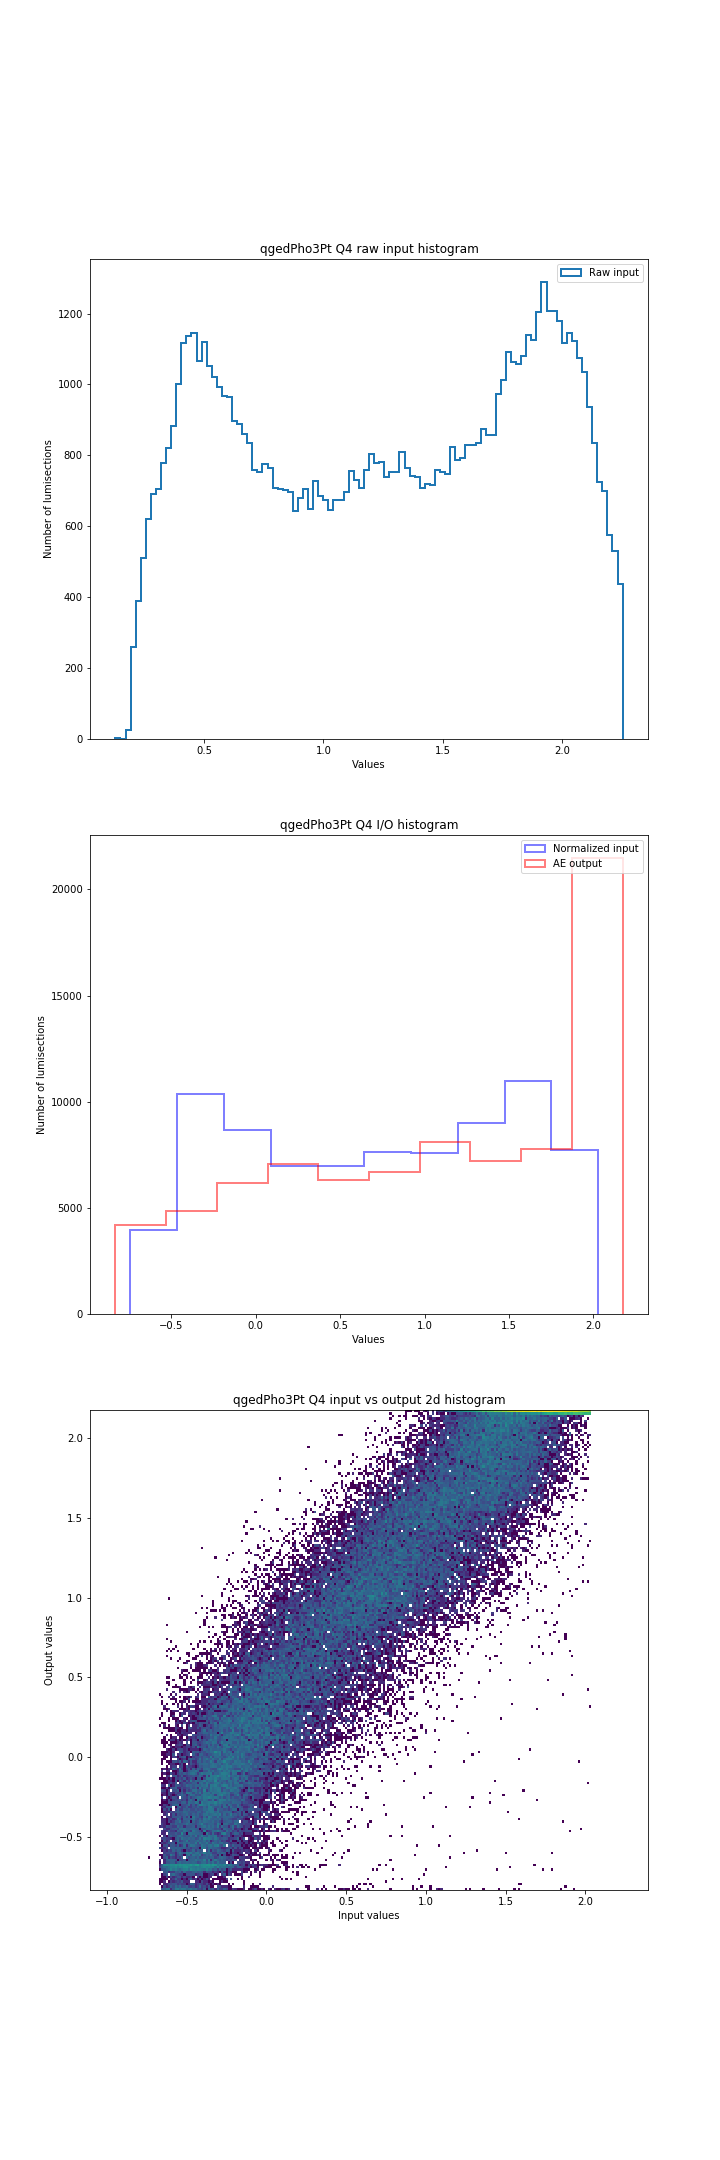 qgedPho3Pt Q4 raw input histogram
Raw input
Number of lumisections
1200
1000
800
600
400
200
0
0.5 1.0 1.5 2.0
Values
qgedPho3Pt Q4 I/O histogram
Normalized input
AE output
Number of lumisections
20000
15000
10000
5000
0
−0.5 0.0 0.5 1.0 1.5 2.0
Values
qgedPho3Pt Q4 input vs output 2d histogram
Output values
2.0
1.5
1.0
0.5
0.0
−0.5
−1.0 −0.5 0.0 0.5 1.0 1.5 2.0
Input values